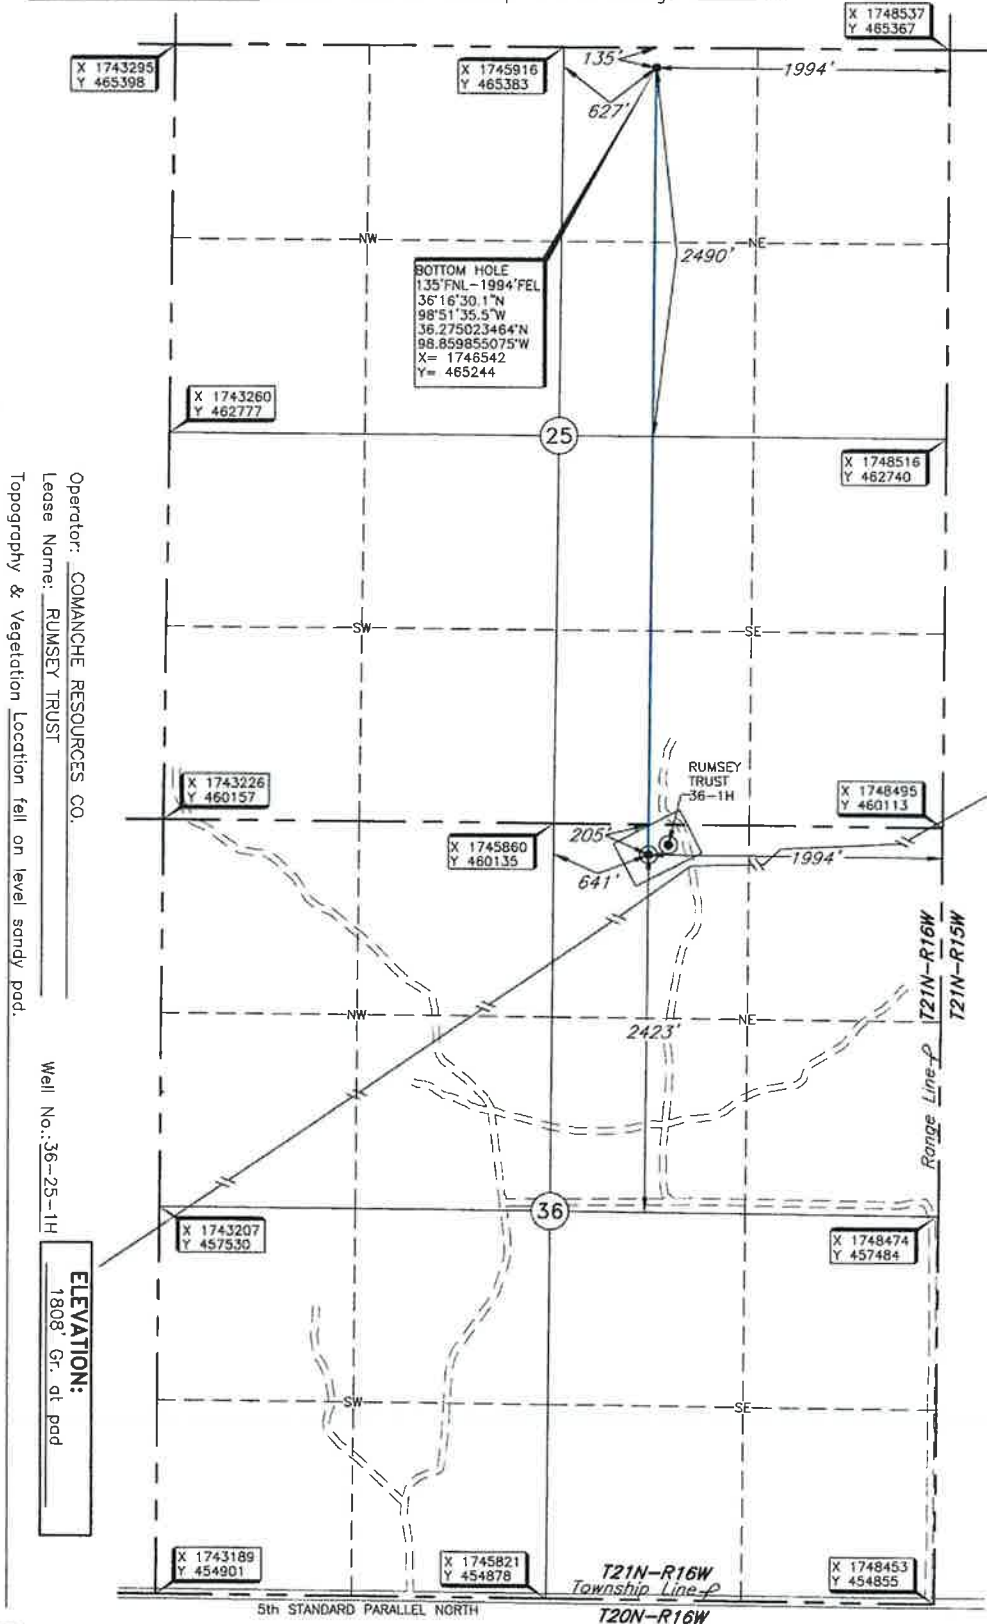 X 1748537
Y 465367
X 1743295
Y 465398
X 1745916
Y 465383
135'
1994'
627'
NW
NE
2490'
BOTTOM HOLE
135'FNL-1994'FEL
36°16'30.1"N
98°51'35.5"W
36.275023464°N
98.859855075°W
X= 1746542
Y= 465244
X 1743260
Y 462777
25
X 1748516
Y 462740
SW
SE
RUMSEY
TRUST
36-1H
X 1743226
Y 460157
X 1745860
Y 460135
X 1748495
Y 460113
205'
641'
1994'
T21N-R16W
T21N-R15W
NW
NE
2423'
Range Line
36
X 1743207
Y 457530
X 1748474
Y 457484
SW
SE
X 1743189
Y 454901
X 1745821
Y 454878
X 1748453
Y 454855
T21N-R16W
Township Line
5th STANDARD PARALLEL NORTH
T20N-R16W
Operator: COMANCHE RESOURCES CO.
Lease Name: RUMSEY TRUST
Well No.: 36-25-1H
Topography & Vegetation Location fell on level sandy pad.
ELEVATION:
1808' Gr. at pad